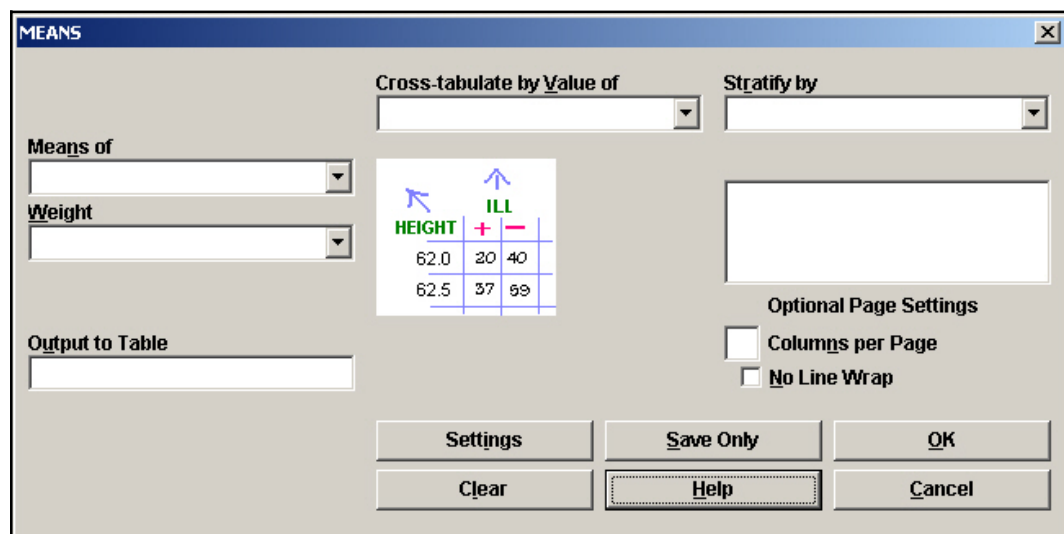 MEANS
Cross-tabulate by Value of
Stratify by
Means of
Weight
ILL
HEIGHT + −
62.0 20 40
62.5 37 59
Optional Page Settings
Columns per Page
No Line Wrap
Output to Table
Settings
Save Only
OK
Clear
Help
Cancel